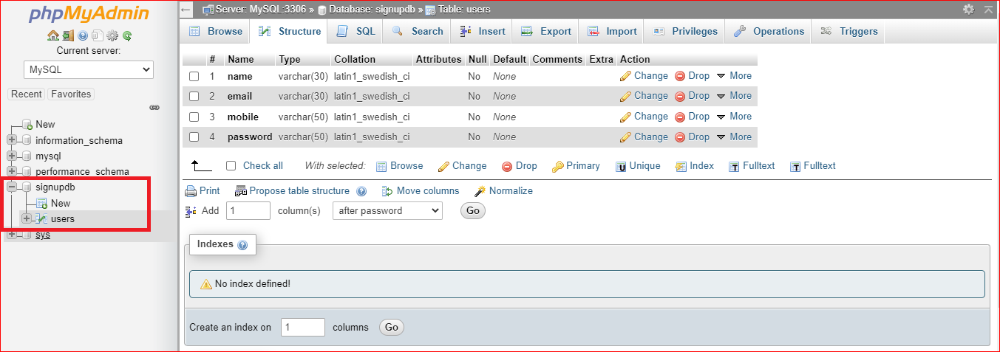 phpMyAdmin
Current server:
MySQL
Recent Favorites
New
information_schema
mysql
performance_schema
signupdb
New
users
sys
Server: MySQL:3306 » Database: signupdb » Table: users
Browse Structure SQL Search Insert Export Import Privileges Operations Triggers
# Name Type Collation Attributes Null Default Comments Extra Action
1 name varchar(30) latin1_swedish_ci No None Change Drop More
2 email varchar(30) latin1_swedish_ci No None Change Drop More
3 mobile varchar(50) latin1_swedish_ci No None Change Drop More
4 password varchar(50) latin1_swedish_ci No None Change Drop More
Check all With selected: Browse Change Drop Primary Unique Index Fulltext Fulltext
Print Propose table structure Move columns Normalize
Add 1 column(s) after password Go
Indexes
No index defined!
Create an index on 1 columns Go